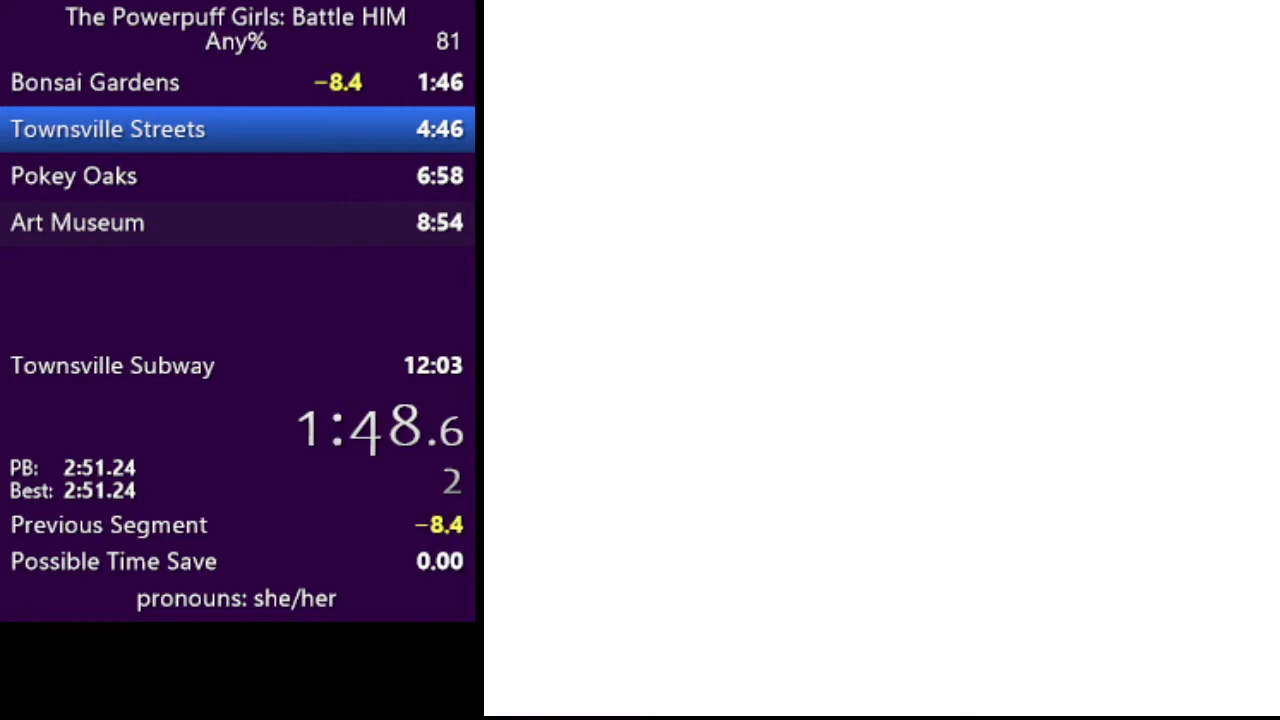 The Powerpuff Girls: Battle HIM
Any% 81
Bonsai Gardens −8.4 1:46
Townsville Streets 4:46
Pokey Oaks 6:58
Art Museum 8:54
Townsville Subway 12:03
1:48.6
PB: 2:51.24 2
Best: 2:51.24
Previous Segment −8.4
Possible Time Save 0.00
pronouns: she/her